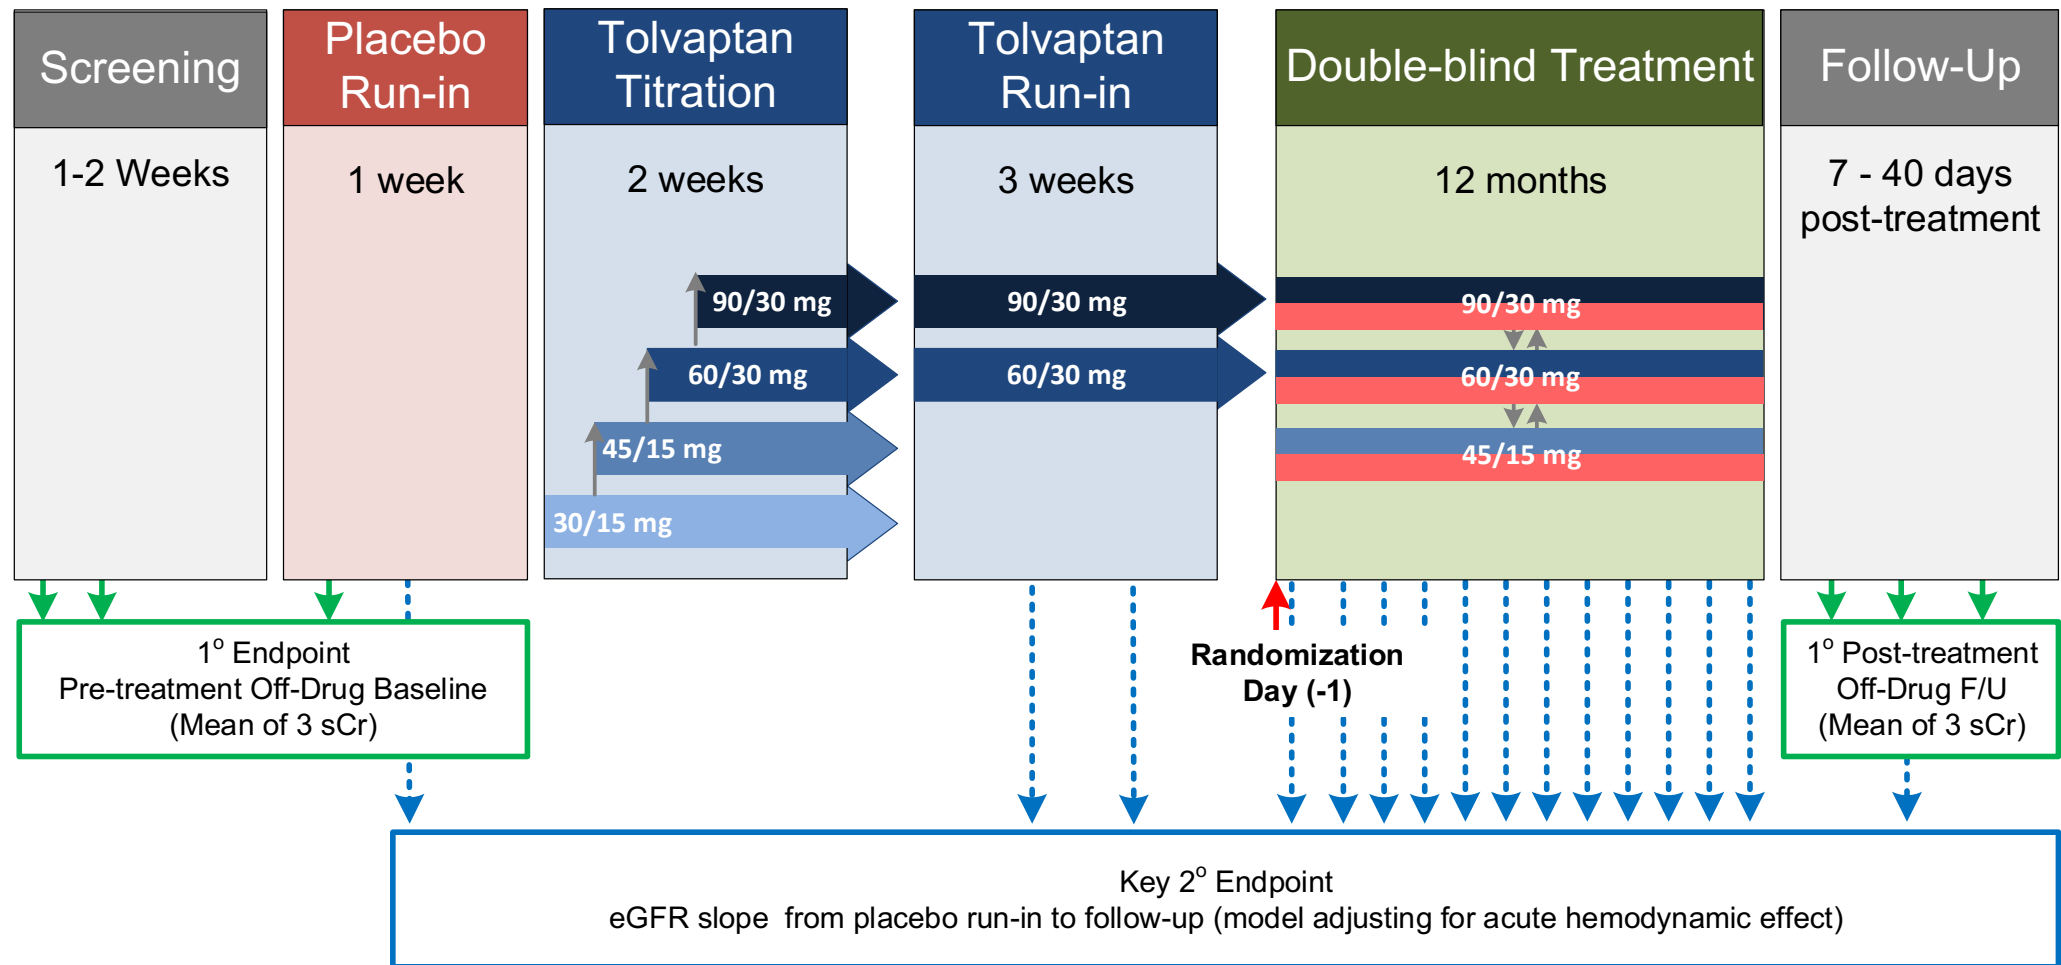 Screening
1-2 Weeks
Placebo
Run-in
1 week
Tolvaptan
Titration
2 weeks
90/30 mg
60/30 mg
45/15 mg
30/15 mg
Tolvaptan
Run-in
3 weeks
90/30 mg
60/30 mg
Double-blind Treatment
12 months
90/30 mg
60/30 mg
45/15 mg
Follow-Up
7 - 40 days
post-treatment
1º Endpoint
Pre-treatment Off-Drug Baseline
(Mean of 3 sCr)
Randomization
Day (-1)
1º Post-treatment
Off-Drug F/U
(Mean of 3 sCr)
Key 2º Endpoint
eGFR slope from placebo run-in to follow-up (model adjusting for acute hemodynamic effect)